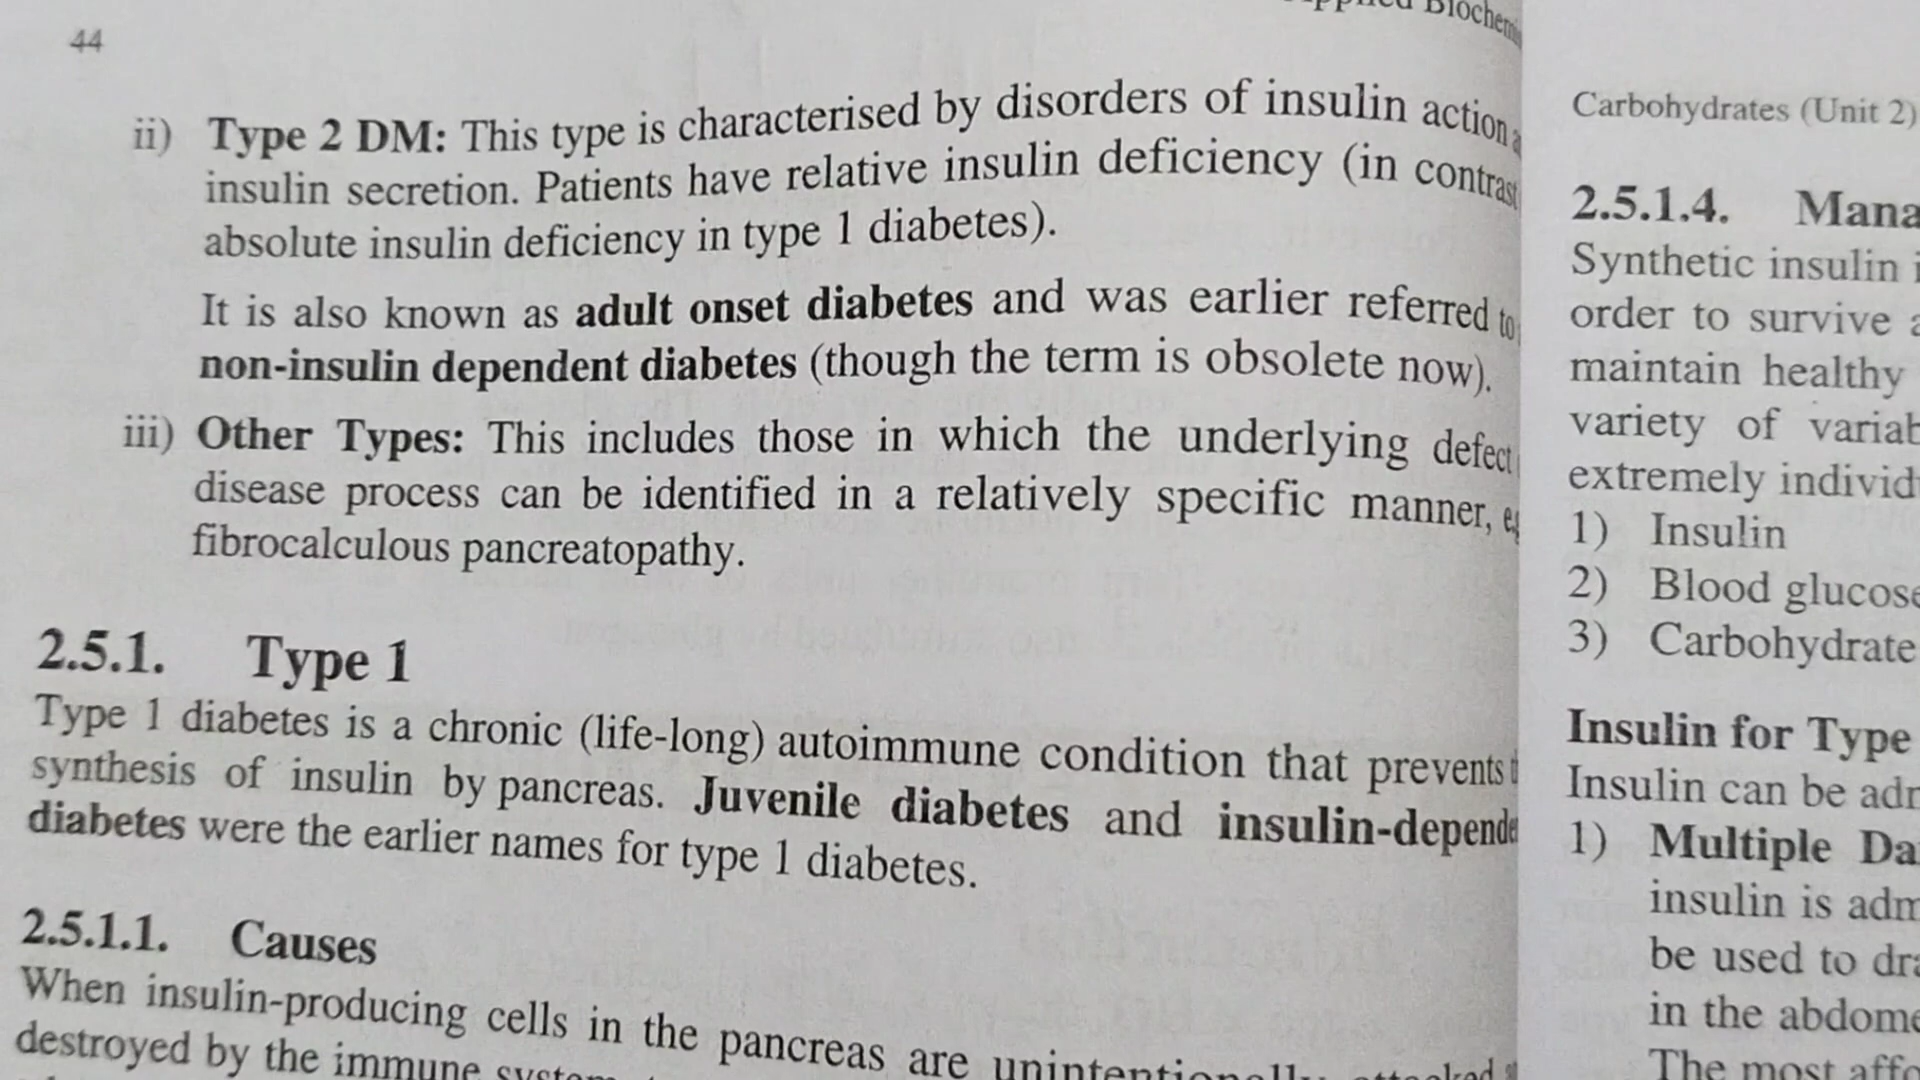 44
Biochem
ii) Type 2 DM: This type is characterised by disorders of insulin action
insulin secretion. Patients have relative insulin deficiency (in contrast
absolute insulin deficiency in type 1 diabetes).
It is also known as adult onset diabetes and was earlier referred to
non-insulin dependent diabetes (though the term is obsolete now).
iii) Other Types: This includes those in which the underlying defect
disease process can be identified in a relatively specific manner,
fibrocalculous pancreatopathy.
2.5.1. Type 1
Type 1 diabetes is a chronic (life-long) autoimmune condition that prevents
synthesis of insulin by pancreas. Juvenile diabetes and insulin-depende
diabetes were the earlier names for type 1 diabetes.
2.5.1.1. Causes
When insulin-producing cells in the pancreas are unintentionally attacked
destroyed by the immune system
Carbohydrates (Unit 2)
2.5.1.4. Mana
Synthetic insulin i
order to survive a
maintain healthy
variety of variab
extremely individ
1) Insulin
2) Blood glucose
3) Carbohydrate
Insulin for Type
Insulin can be adr
1) Multiple Da
insulin is adm
be used to dra
in the abdome
The most affo